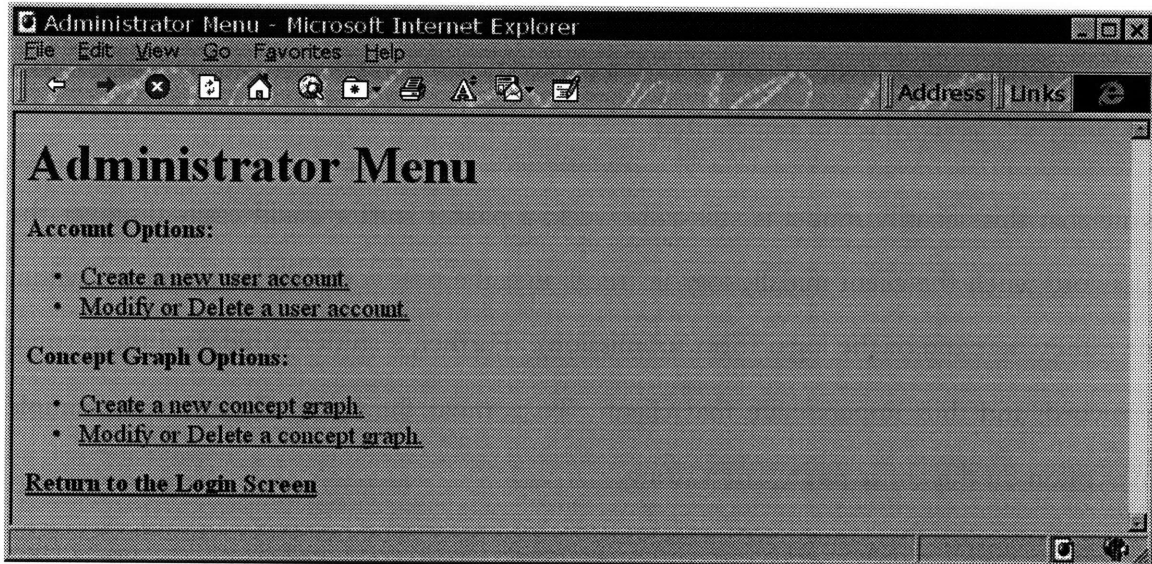 Administrator Menu - Microsoft Internet Explorer
File Edit View Go Favorites Help
Address Links
Administrator Menu
Account Options:
• Create a new user account.
• Modify or Delete a user account.
Concept Graph Options:
• Create a new concept graph.
• Modify or Delete a concept graph.
Return to the Login Screen